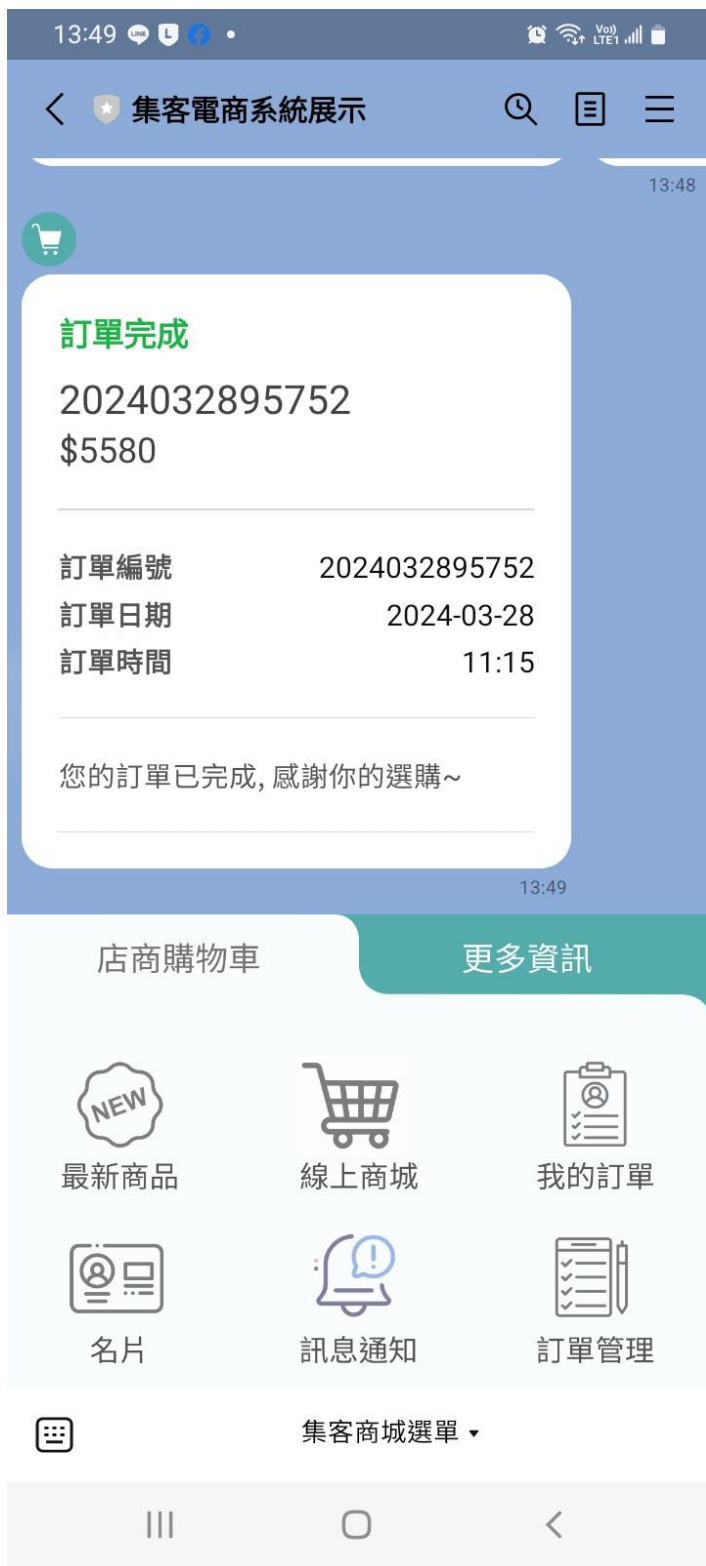 13:49
Vo)) LTE1
集客電商系統展示
13:48
訂單完成
2024032895752
$5580
訂單編號 2024032895752
訂單日期 2024-03-28
訂單時間 11:15
您的訂單已完成, 感謝你的選購~
13:49
店商購物車 更多資訊
NEW
最新商品 線上商城 我的訂單
名片 訊息通知 訂單管理
集客商城選單